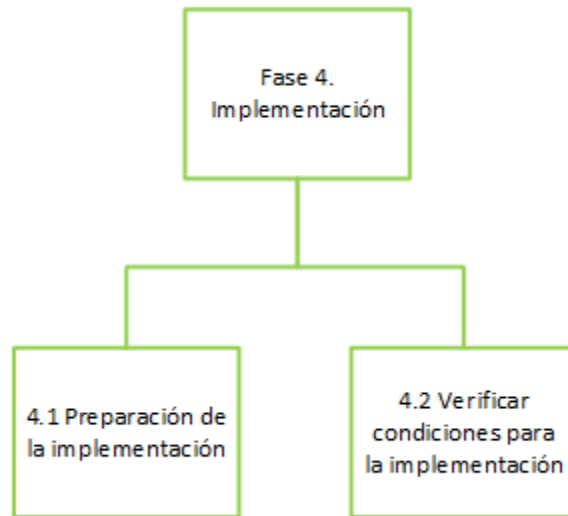 Fase 4.
Implementación
4.1 Preparación de
la implementación
4.2 Verificar
condiciones para
la implementación